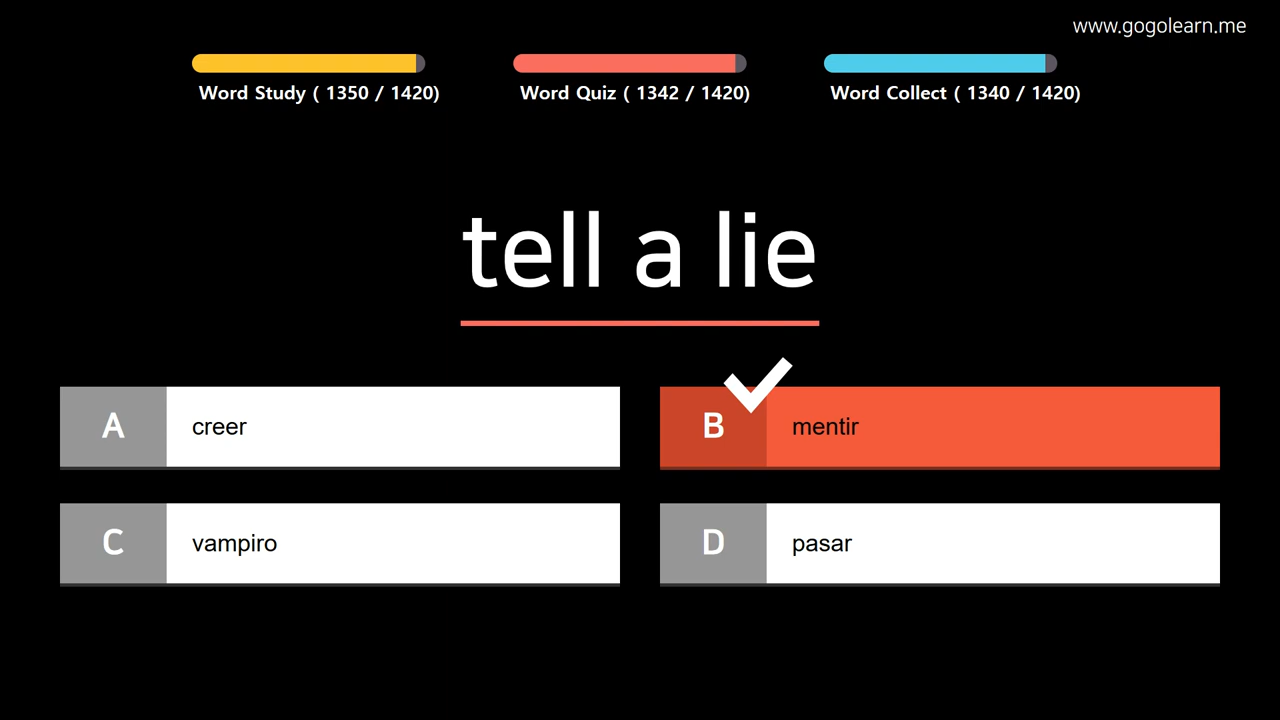 www.gogolearn.me
Word Study ( 1350 / 1420)
Word Quiz ( 1342 / 1420)
Word Collect ( 1340 / 1420)
tell a lie
A creer
B mentir
C vampiro
D pasar